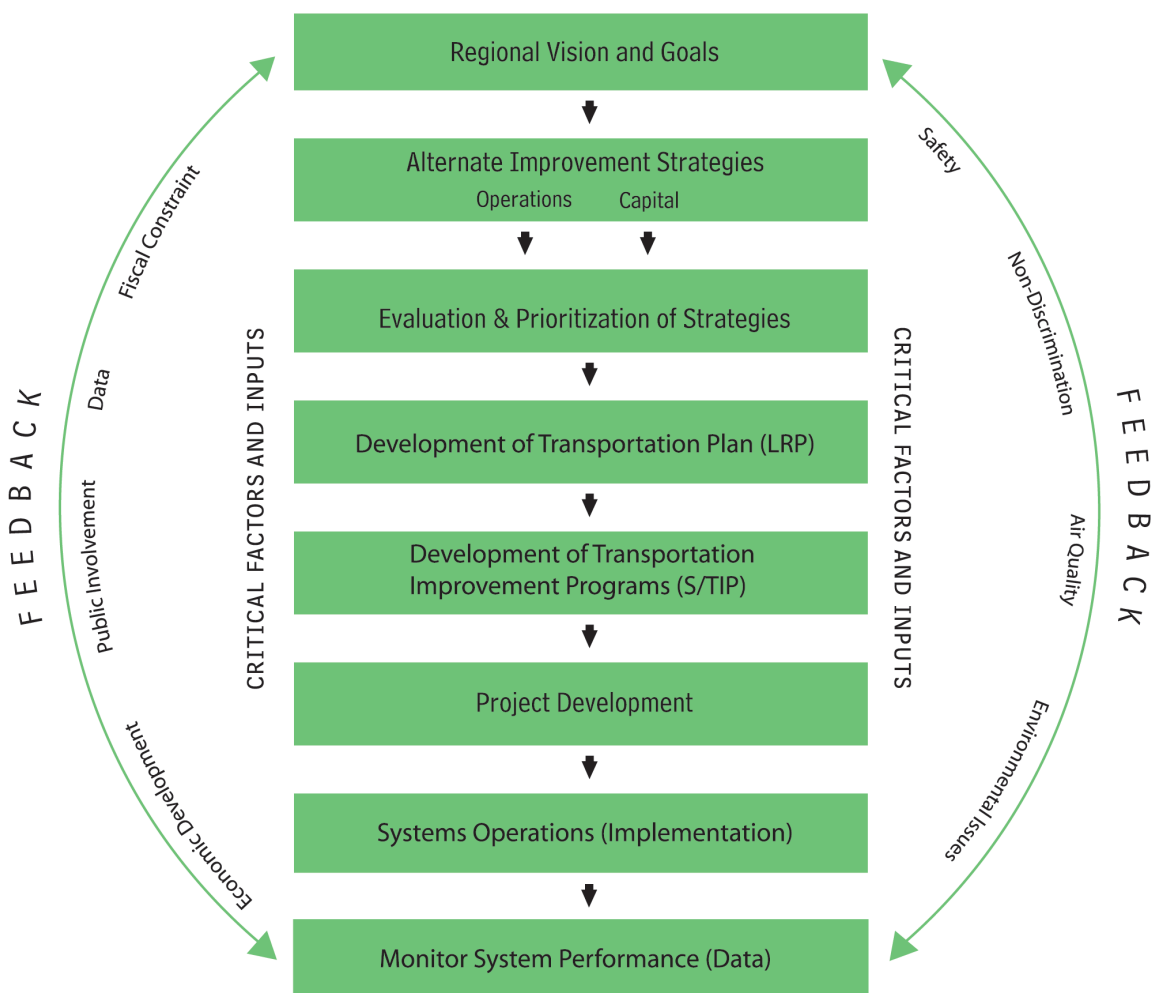 Regional Vision and Goals
Alternate Improvement Strategies
Operations Capital
Evaluation & Prioritization of Strategies
Development of Transportation Plan (LRP)
Development of Transportation
Improvement Programs (S/TIP)
Project Development
Systems Operations (Implementation)
Monitor System Performance (Data)
FEEDBACK
Fiscal Constraint
Data
Public Involvement
Economic Development
CRITICAL FACTORS AND INPUTS
CRITICAL FACTORS AND INPUTS
Safety
Non-Discrimination
Air Quality
Environmental Issues
FEEDBACK